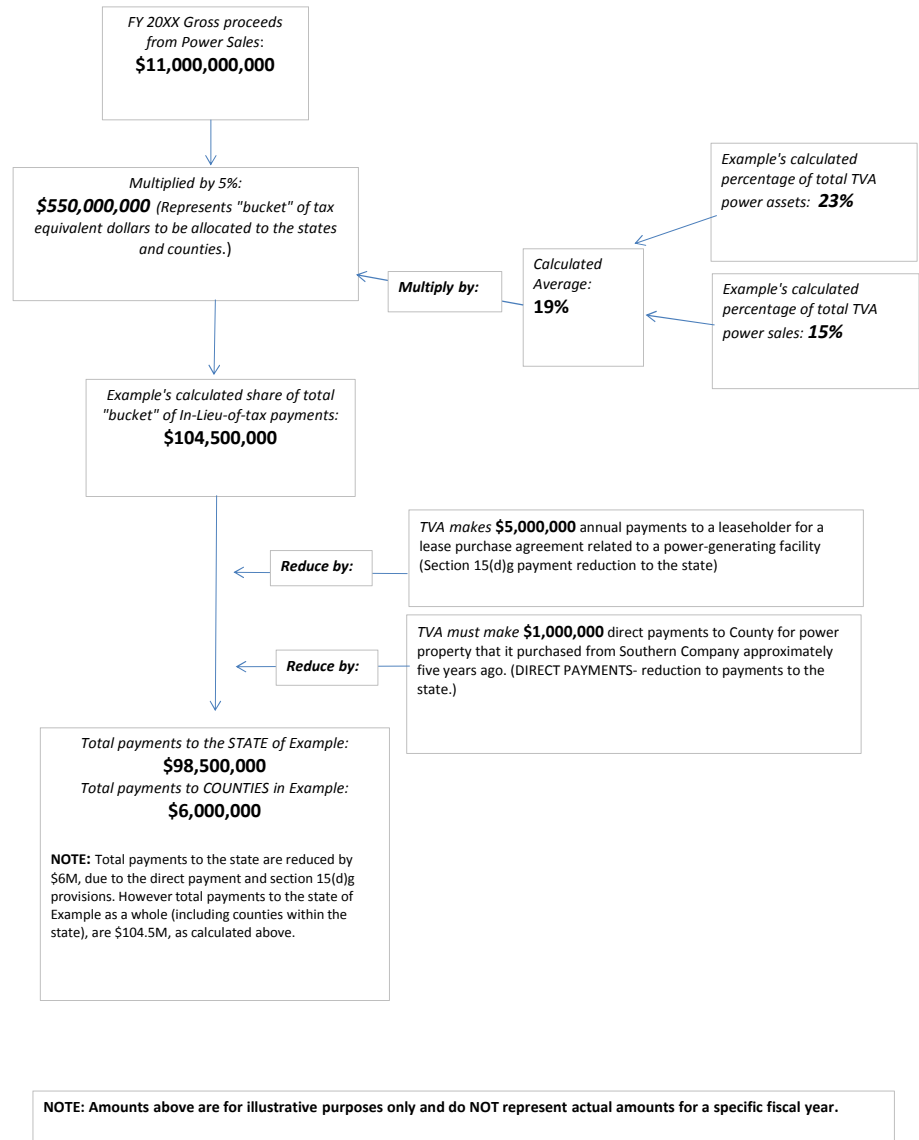 FY 20XX Gross proceeds
from Power Sales:
$11,000,000,000
Multiplied by 5%:
$550,000,000 (Represents "bucket" of tax
equivalent dollars to be allocated to the states
and counties.)
Example's calculated
percentage of total TVA
power assets: 23%
Calculated
Average:
19%
Multiply by:
Example's calculated
percentage of total TVA
power sales: 15%
Example's calculated share of total
"bucket" of In-Lieu-of-tax payments:
$104,500,000
TVA makes $5,000,000 annual payments to a leaseholder for a
lease purchase agreement related to a power-generating facility
(Section 15(d)g payment reduction to the state)
Reduce by:
TVA must make $1,000,000 direct payments to County for power
property that it purchased from Southern Company approximately
five years ago. (DIRECT PAYMENTS- reduction to payments to the
state.)
Reduce by:
Total payments to the STATE of Example:
$98,500,000
Total payments to COUNTIES in Example:
$6,000,000
NOTE: Total payments to the state are reduced by
$6M, due to the direct payment and section 15(d)g
provisions. However total payments to the state of
Example as a whole (including counties within the
state), are $104.5M, as calculated above.
NOTE: Amounts above are for illustrative purposes only and do NOT represent actual amounts for a specific fiscal year.